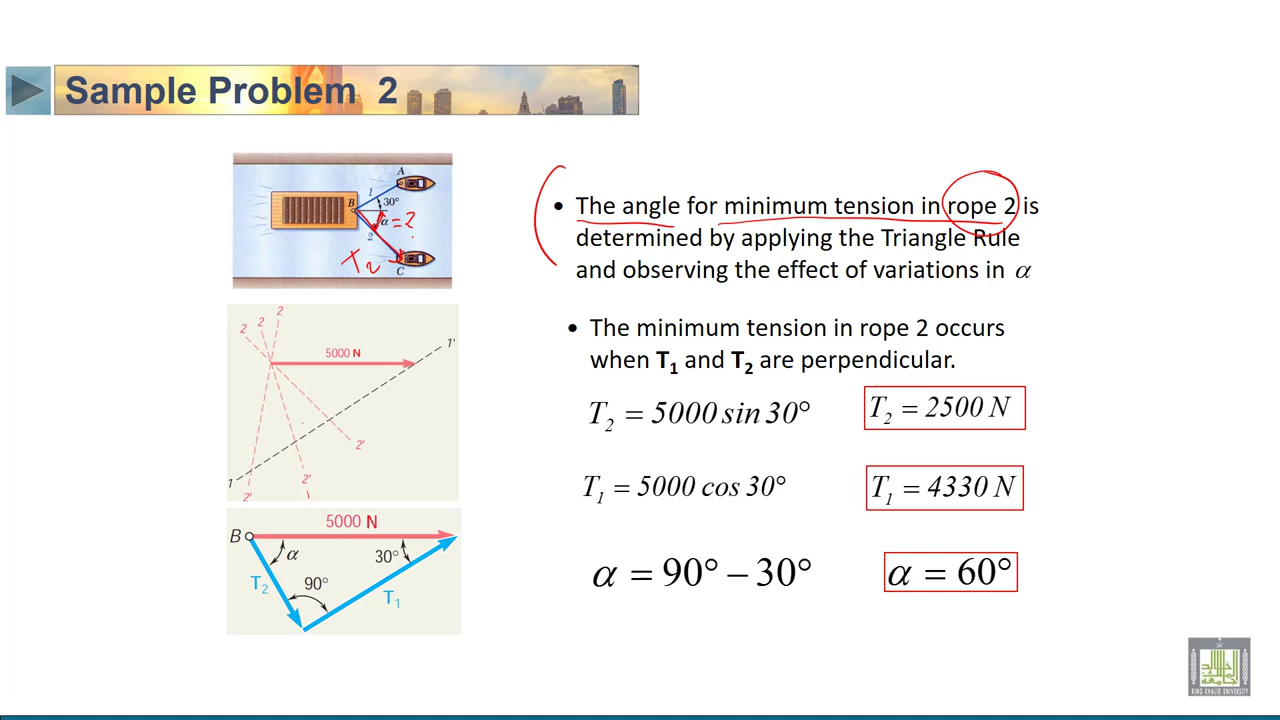 Sample Problem 2
A
1
B
30°
α = ?
2
T2
C
• The angle for minimum tension in rope 2 is
determined by applying the Triangle Rule
and observing the effect of variations in α
2
2
2
5000 N
1'
2'
1
2'
2'
• The minimum tension in rope 2 occurs
when T₁ and T₂ are perpendicular.
T₂ = 5000 sin 30°
T₂ = 2500 N
T₁ = 5000 cos 30°
T₁ = 4330 N
5000 N
B
α
30°
T₂
90°
T₁
α = 90° – 30°
α = 60°
KING KHALID UNIVERSITY